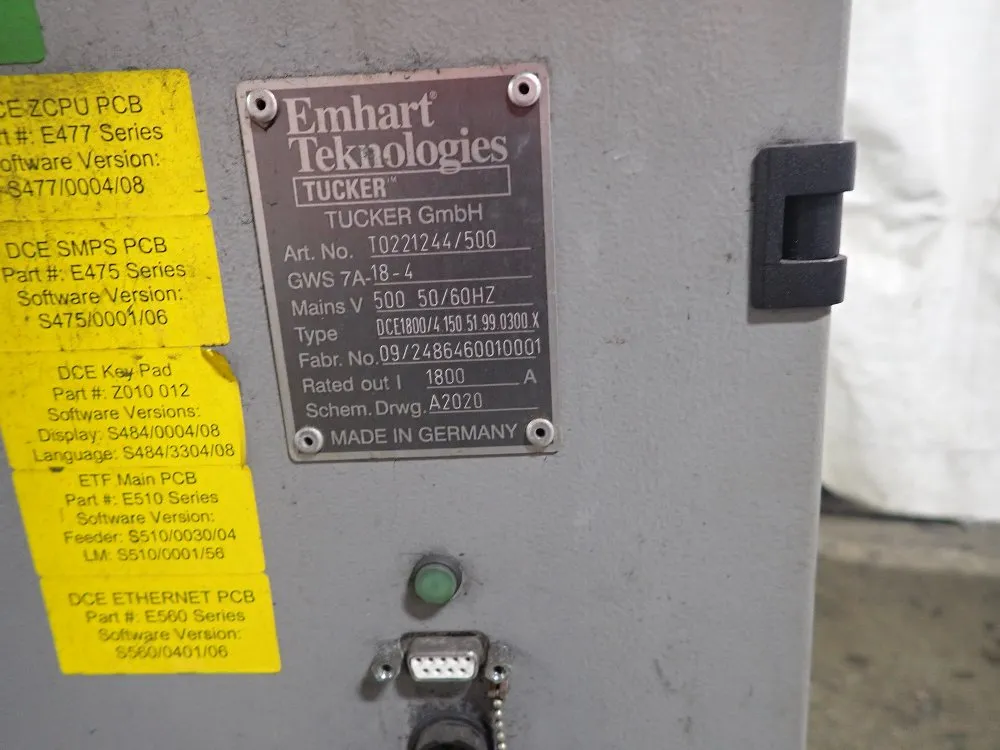 ZCPU PCB
#: E477 Series
Software Version:
S477/0004/08
DCE SMPS PCB
Part #: E475 Series
Software Version:
S475/0001/06
DCE Key Pad
Part #: Z010 012
Software Versions:
Display: S484/0004/08
Language: S484/3304/08
ETF Main PCB
Part #: E510 Series
Software Version:
Feeder: S510/0030/04
LM: S510/0001/56
DCE ETHERNET PCB
Part #: E560 Series
Software Version:
S560/0401/06
Emhart®
Teknologies
TUCKER™
TUCKER GmbH
Art. No. T0221244/500
GWS 7A-18-4
Mains V 500 50/60HZ
Type DCE1800/4.150.51.99.0300.X
Fabr. No. 09/2486460010001
Rated out I 1800 A
Schem. Drwg. A2020
MADE IN GERMANY